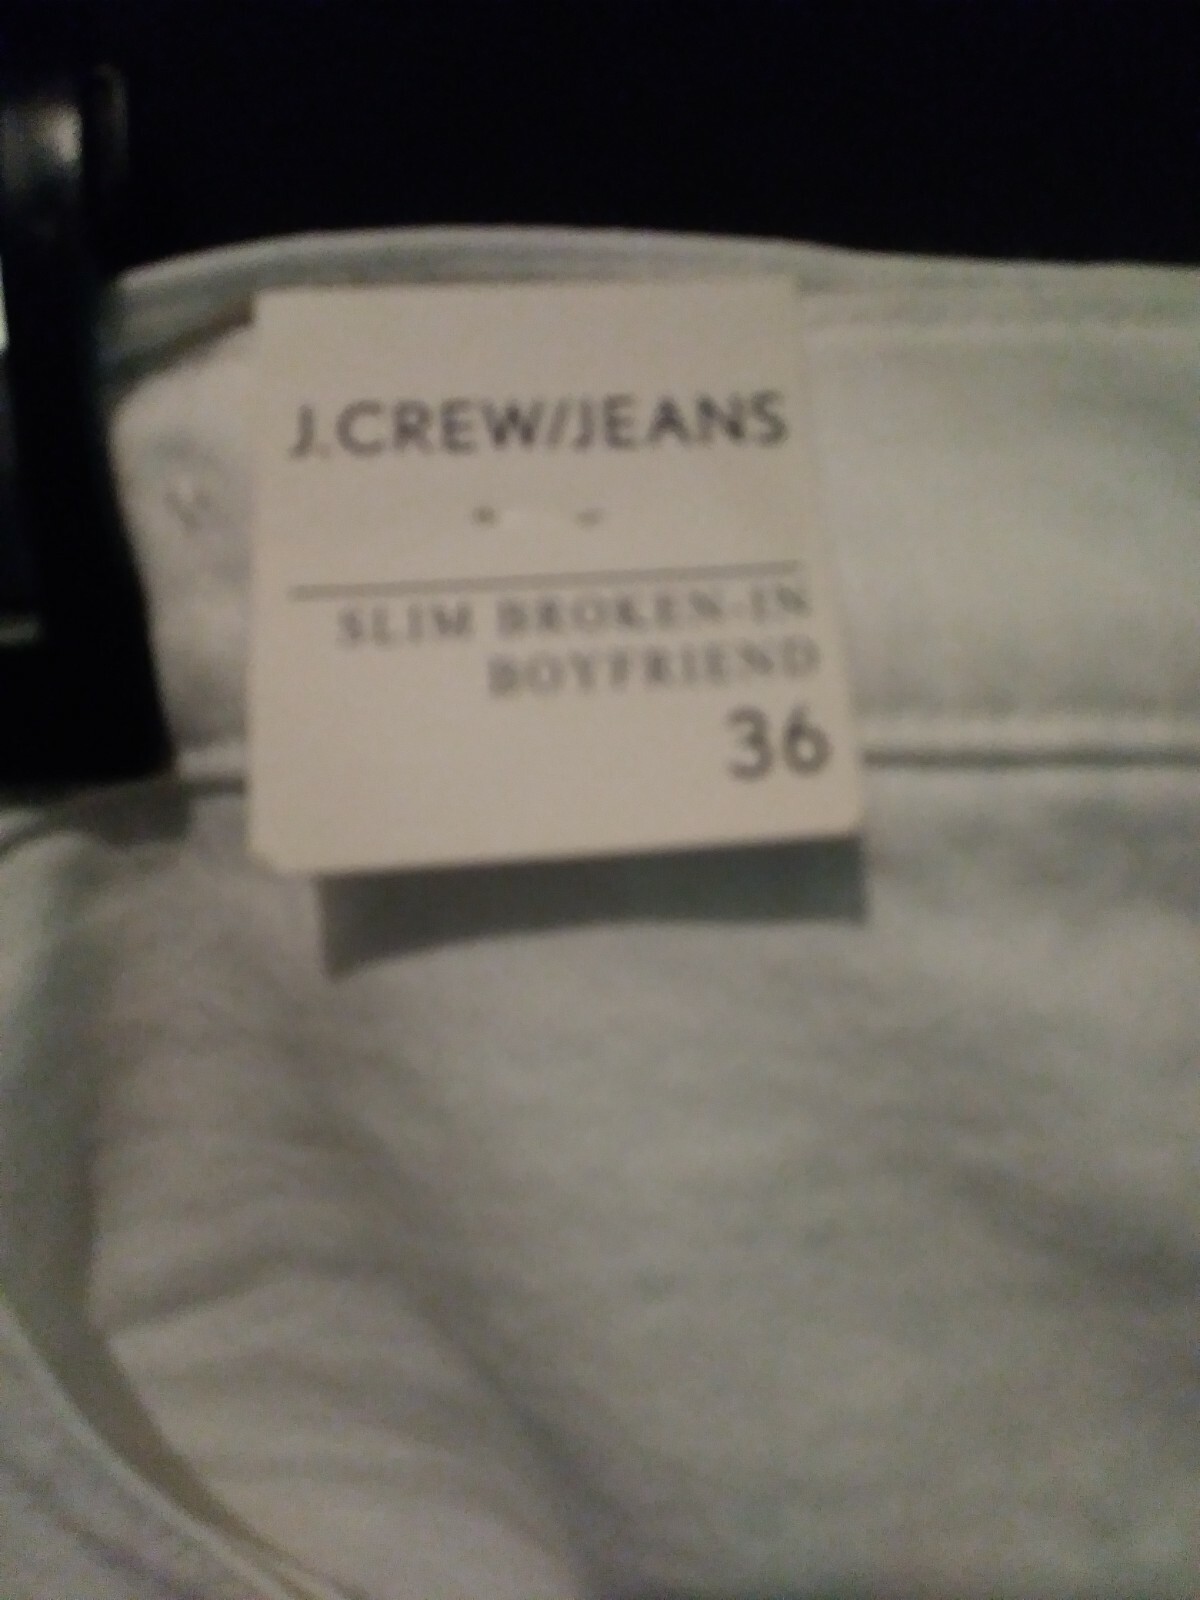 J.CREW/JEANS
SLIM BROKEN-IN
BOYFRIEND
36